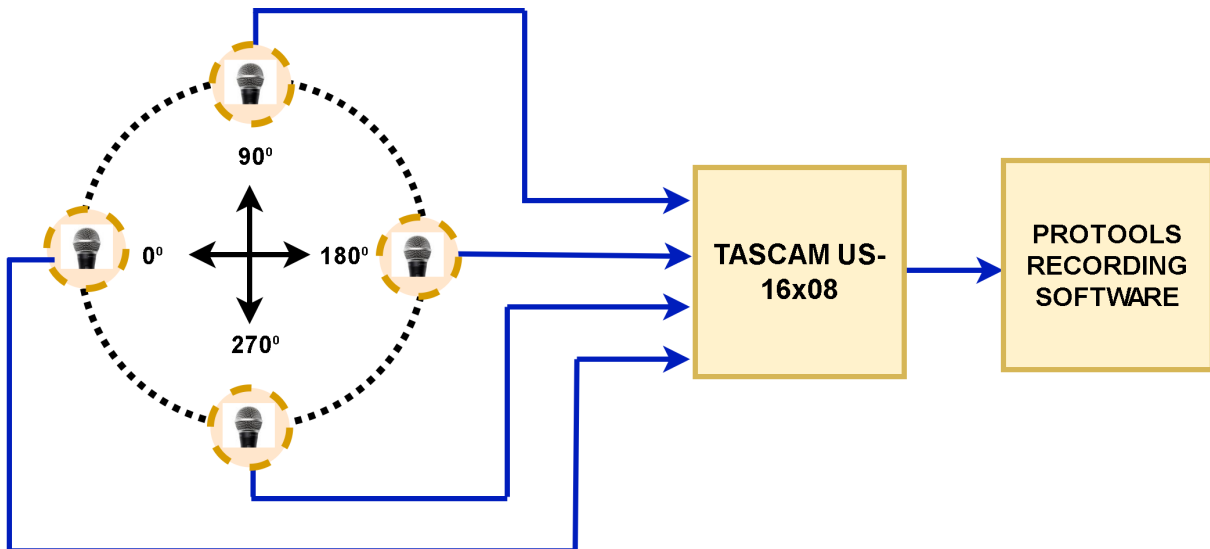 90⁰
0⁰
180⁰
270⁰
TASCAM US-
16x08
PROTOOLS
RECORDING
SOFTWARE